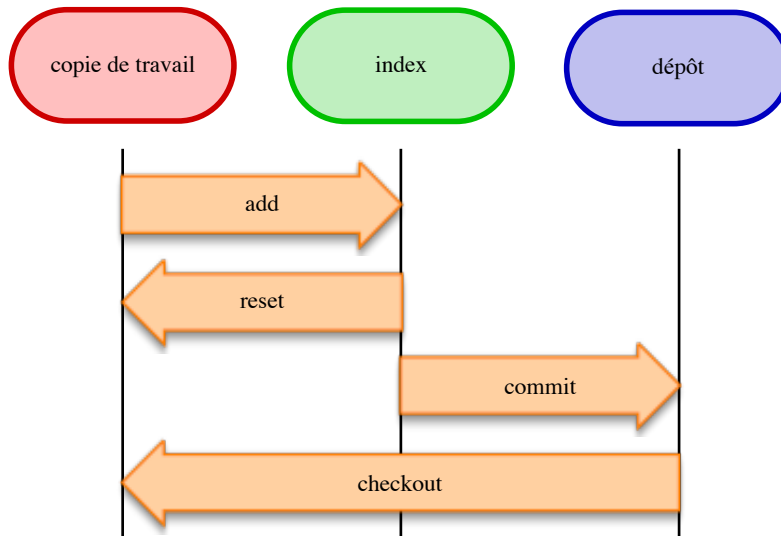 copie de travail
index
dépôt
add
reset
commit
checkout